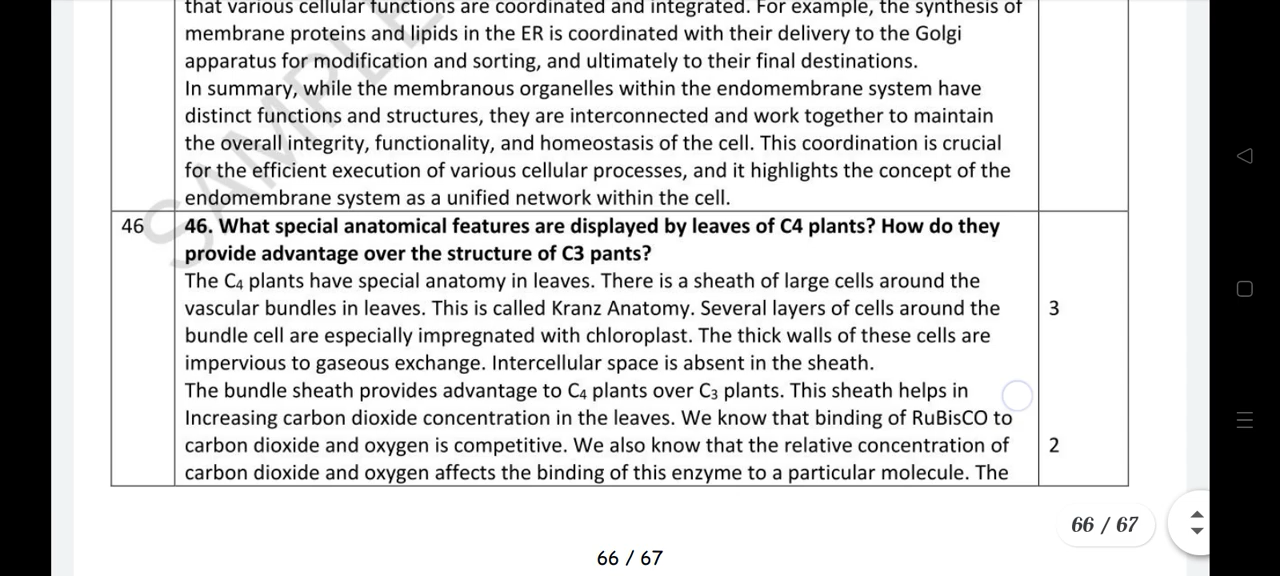 that various cellular functions are coordinated and integrated. For example, the synthesis of
membrane proteins and lipids in the ER is coordinated with their delivery to the Golgi
apparatus for modification and sorting, and ultimately to their final destinations.
In summary, while the membranous organelles within the endomembrane system have
distinct functions and structures, they are interconnected and work together to maintain
the overall integrity, functionality, and homeostasis of the cell. This coordination is crucial
for the efficient execution of various cellular processes, and it highlights the concept of the
endomembrane system as a unified network within the cell.
46 46. What special anatomical features are displayed by leaves of C4 plants? How do they
provide advantage over the structure of C3 pants?
The C₄ plants have special anatomy in leaves. There is a sheath of large cells around the
vascular bundles in leaves. This is called Kranz Anatomy. Several layers of cells around the 3
bundle cell are especially impregnated with chloroplast. The thick walls of these cells are
impervious to gaseous exchange. Intercellular space is absent in the sheath.
The bundle sheath provides advantage to C₄ plants over C₃ plants. This sheath helps in
Increasing carbon dioxide concentration in the leaves. We know that binding of RuBisCO to
carbon dioxide and oxygen is competitive. We also know that the relative concentration of 2
carbon dioxide and oxygen affects the binding of this enzyme to a particular molecule. The
66 / 67
66 / 67
SAMPLE